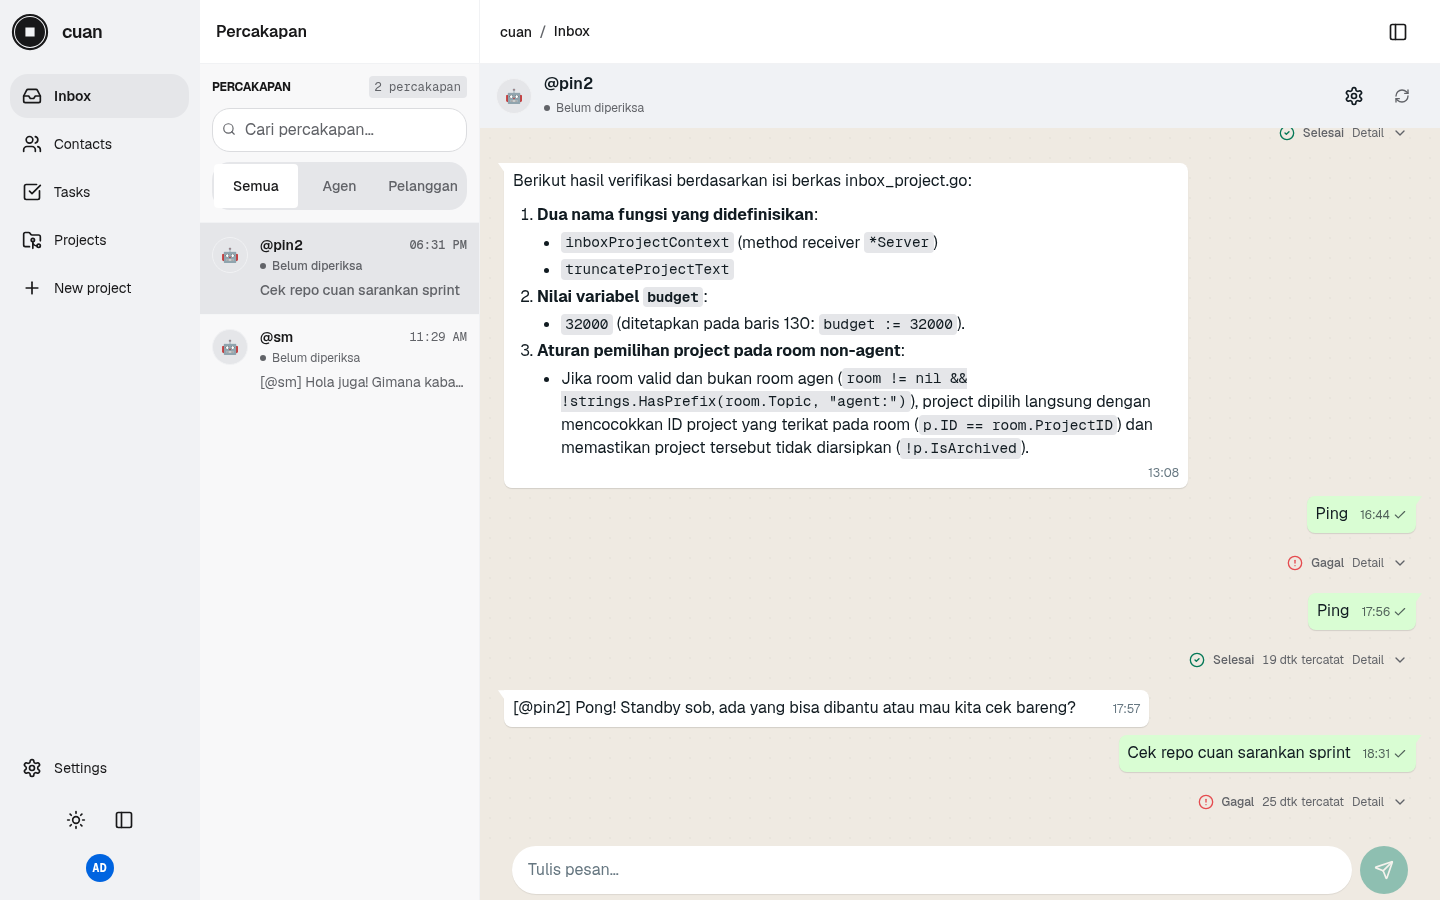 cuan
Inbox
Contacts
Tasks
Projects
New project
Settings
AD
Percakapan
PERCAKAPAN
2 percakapan
Cari percakapan...
Semua
Agen
Pelanggan
@pin2
06:31 PM
Belum diperiksa
Cek repo cuan sarankan sprint
@sm
11:29 AM
Belum diperiksa
[@sm] Hola juga! Gimana kaba...
cuan / Inbox
@pin2
Belum diperiksa
Selesai Detail
Berikut hasil verifikasi berdasarkan isi berkas inbox_project.go:
1. Dua nama fungsi yang didefinisikan:
• inboxProjectContext (method receiver *Server)
• truncateProjectText
2. Nilai variabel budget:
• 32000 (ditetapkan pada baris 130: budget := 32000).
3. Aturan pemilihan project pada room non-agent:
• Jika room valid dan bukan room agen (room != nil &&
!strings.HasPrefix(room.Topic, "agent:")), project dipilih langsung dengan
mencocokkan ID project yang terikat pada room (p.ID == room.ProjectID) dan
memastikan project tersebut tidak diarsipkan (!p.IsArchived).
13:08
Ping 16:44
Gagal Detail
Ping 17:56
Selesai 19 dtk tercatat Detail
[@pin2] Pong! Standby sob, ada yang bisa dibantu atau mau kita cek bareng? 17:57
Cek repo cuan sarankan sprint 18:31
Gagal 25 dtk tercatat Detail
Tulis pesan...